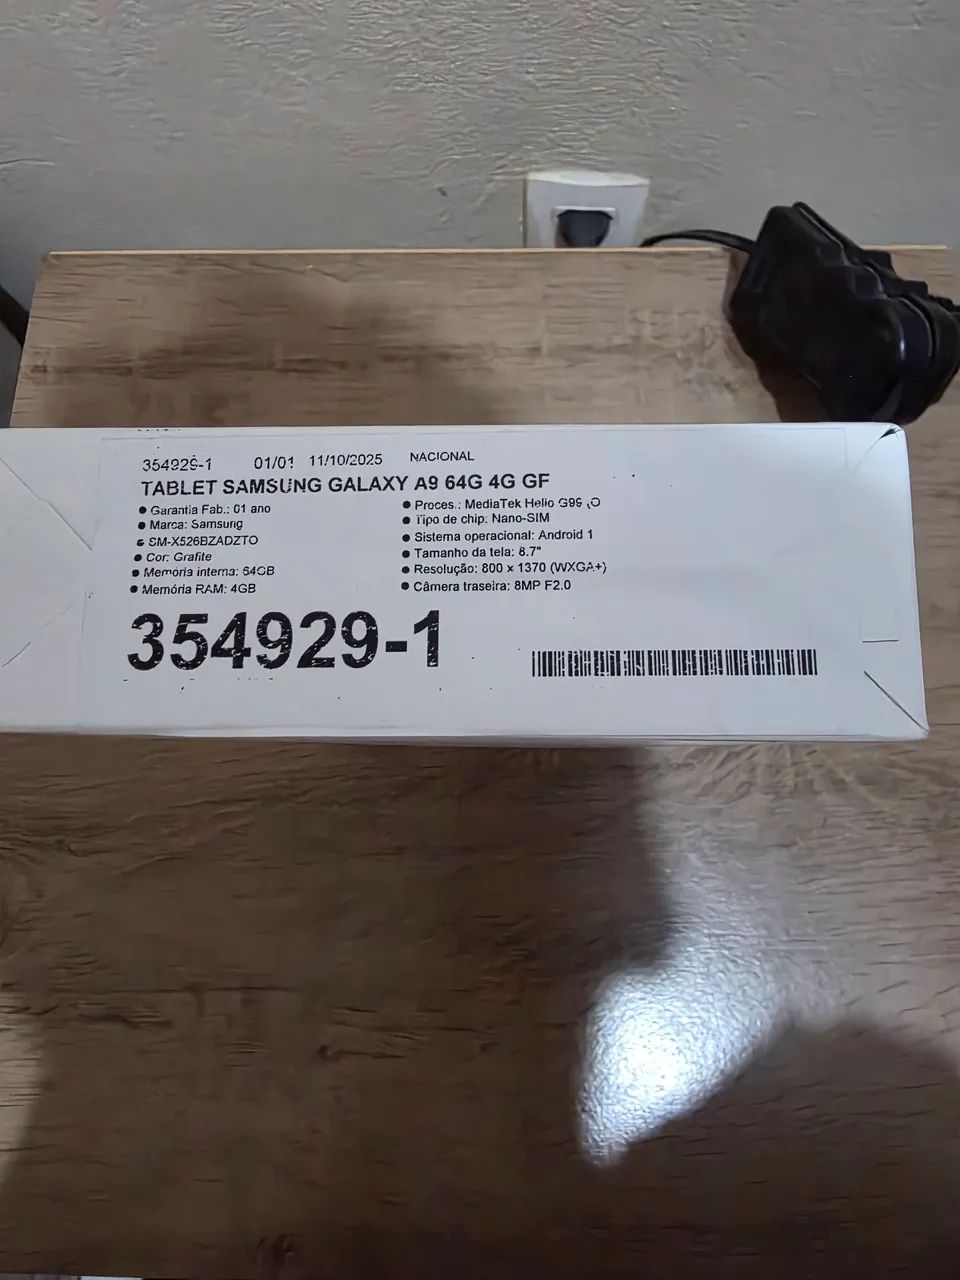 354929-1 01/01 11/10/2025 NACIONAL
TABLET SAMSUNG GALAXY A9 64G 4G GF
● Garantia Fab.: 01 ano
● Marca: Samsung
● SM-X526BZADZTO
● Cor: Grafite
● Memória interna: 64GB
● Memória RAM: 4GB
● Proces.: MediaTek Helio G99
● Tipo de chip: Nano-SIM
● Sistema operacional: Android 1
● Tamanho da tela: 8.7"
● Resolução: 800 x 1370 (WXGA+)
● Câmera traseira: 8MP F2.0
354929-1